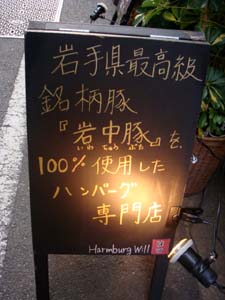 岩手県最高級
銘柄豚
『岩中豚』を
いわ ちゅう ぶた
100%使用した
ハンバーグ
専門店
Harmburg Will